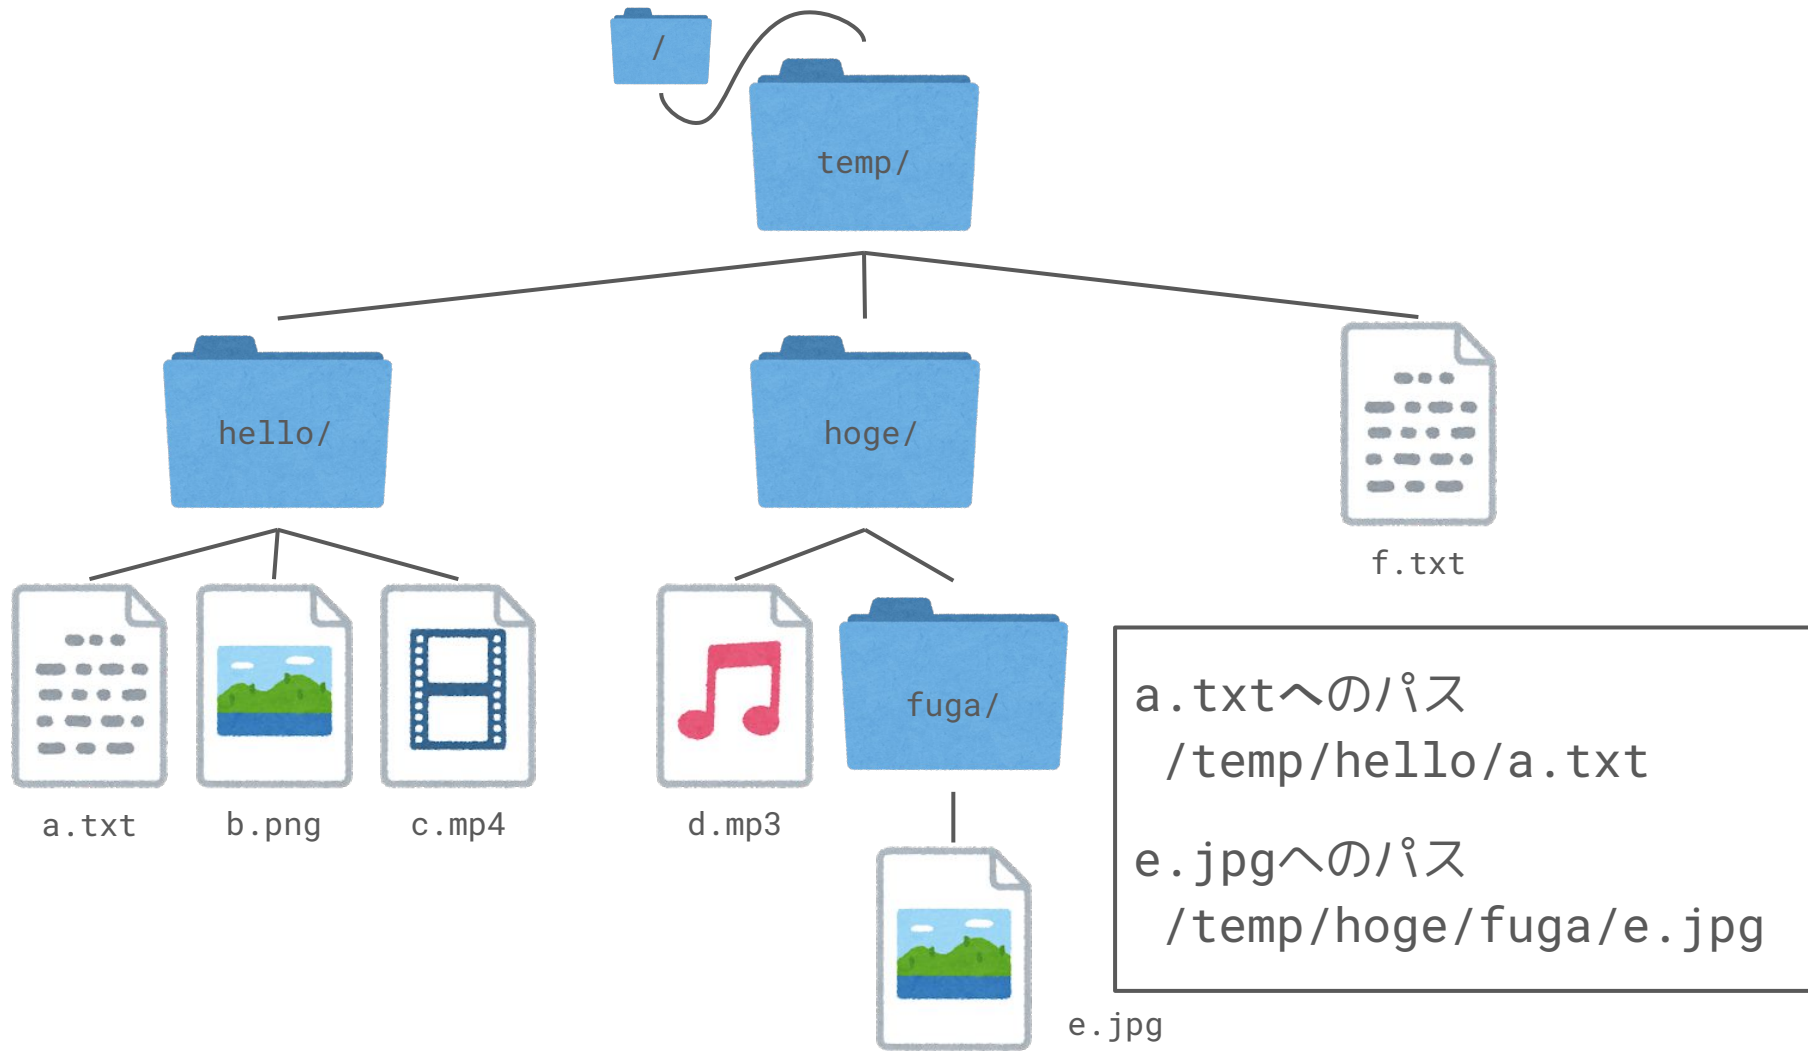 /
temp/
hello/
hoge/
f.txt
fuga/
a.txt
b.png
c.mp4
d.mp3
e.jpg
a.txtへのパス
/temp/hello/a.txt
e.jpgへのパス
/temp/hoge/fuga/e.jpg